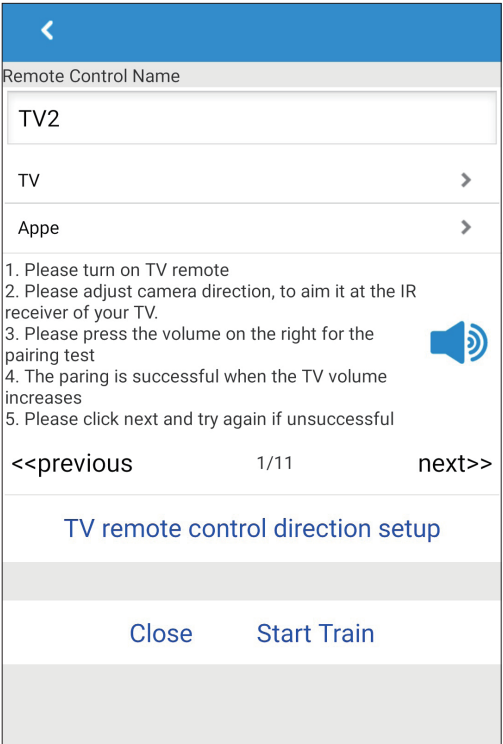 Remote Control Name
TV2
TV
Appe
1. Please turn on TV remote
2. Please adjust camera direction, to aim it at the IR
receiver of your TV.
3. Please press the volume on the right for the
pairing test
4. The paring is successful when the TV volume
increases
5. Please click next and try again if unsuccessful
<<previous 1/11 next>>
TV remote control direction setup
Close Start Train